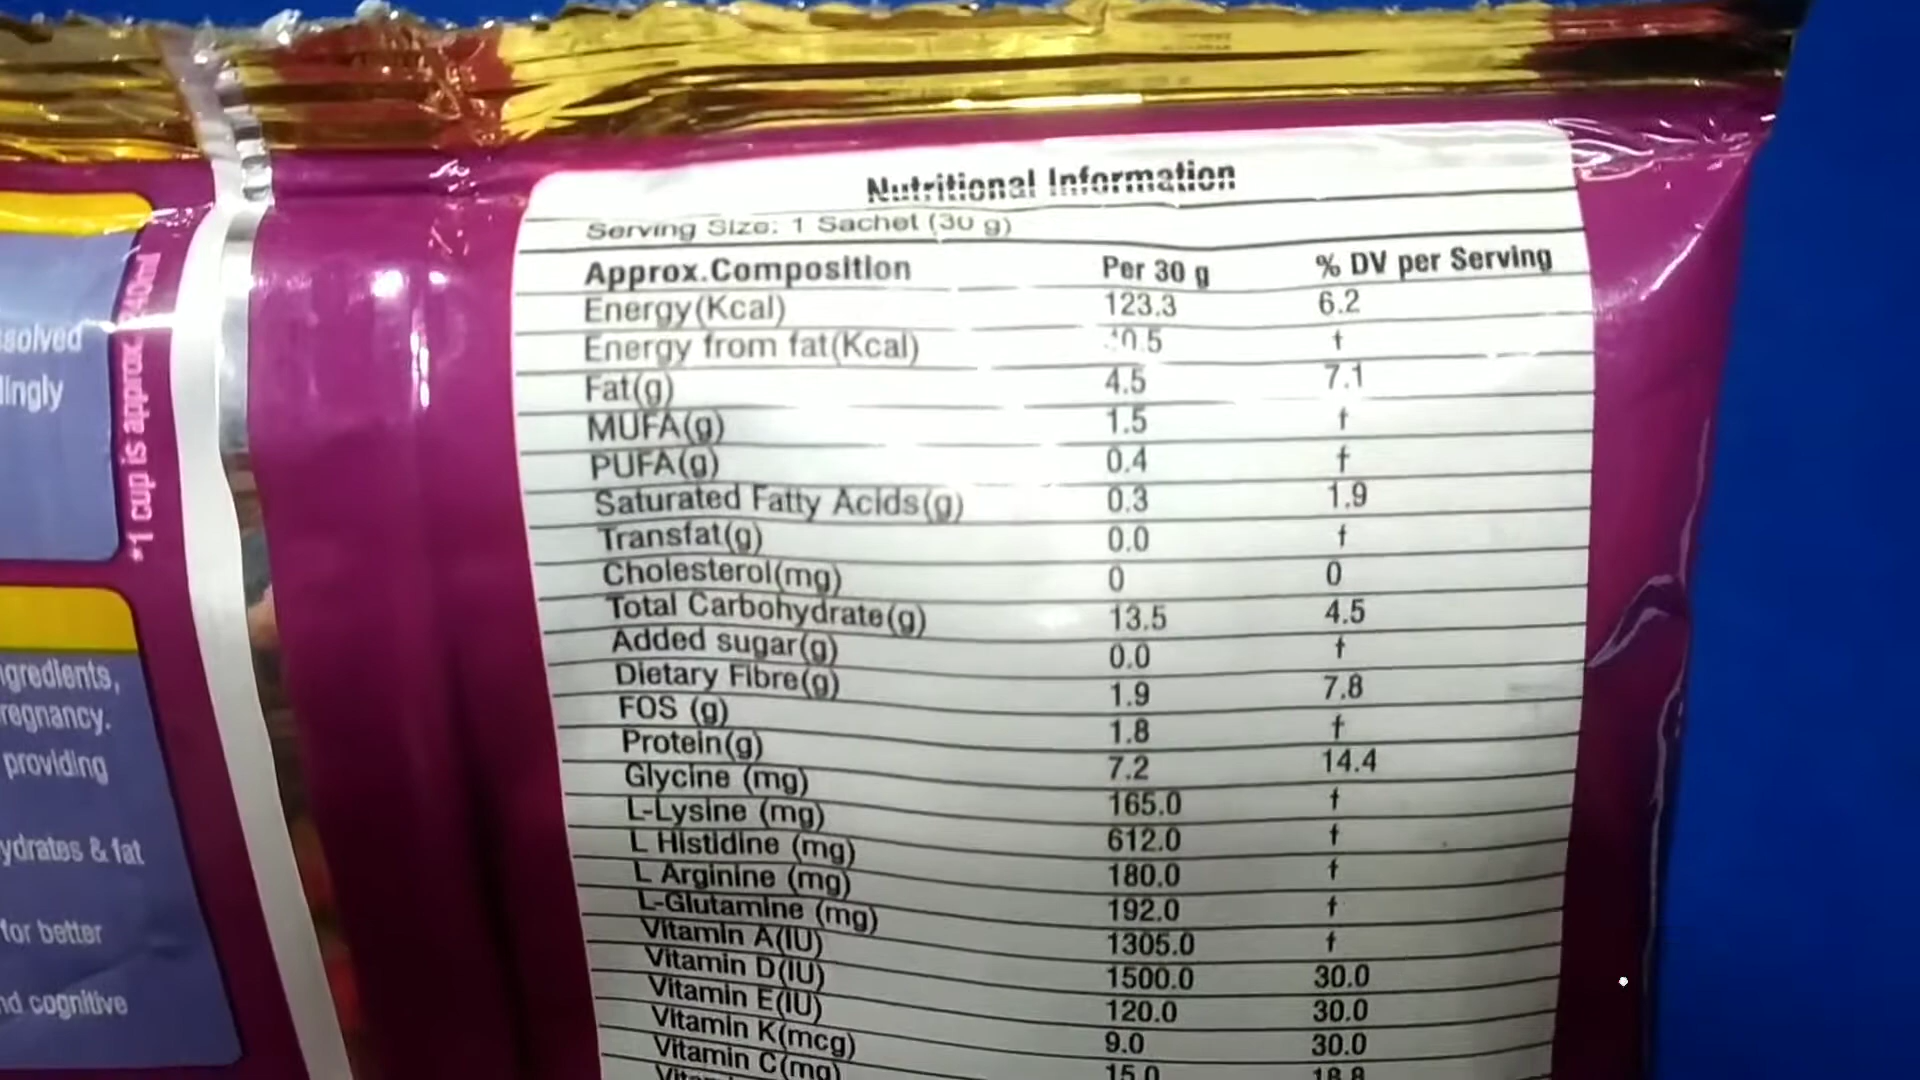 Nutritional Information
Serving Size: 1 Sachet (30 g)
Approx.Composition Per 30 g % DV per Serving
Energy(Kcal) 123.3 6.2
Energy from fat(Kcal) 0.5 †
Fat(g) 4.5 7.1
MUFA(g) 1.5 †
PUFA(g) 0.4 †
Saturated Fatty Acids(g) 0.3 1.9
Transfat(g) 0.0 †
Cholesterol(mg) 0 0
Total Carbohydrate(g) 13.5 4.5
Added sugar(g) 0.0 †
Dietary Fibre(g) 1.9 7.8
FOS (g) 1.8 †
Protein(g) 7.2 14.4
Glycine (mg) 165.0 †
L-Lysine (mg) 612.0 †
L Histidine (mg) 180.0 †
L Arginine (mg) 192.0 †
L-Glutamine (mg) 1305.0 †
Vitamin A(IU) 1500.0 30.0
Vitamin D(IU) 120.0 30.0
Vitamin E(IU) 9.0 30.0
Vitamin K(mcg) 15.0 18.8
Vitamin C(mg)
*1 cup is approx. 240ml
ssolved
dingly
ngredients,
regnancy.
providing
ydrates & fat
for better
nd cognitive